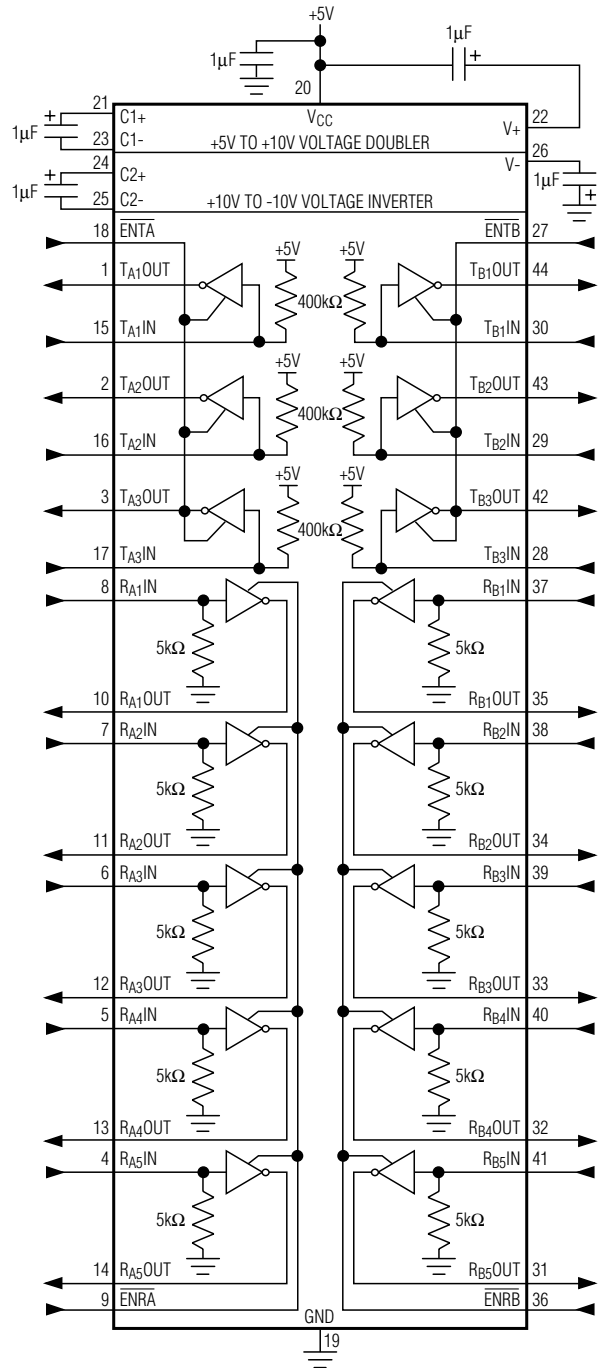 +5V
1µF
1µF +
20
21
22
+
1µF
C1+
VCC
V+
23
C1-
+5V TO +10V VOLTAGE DOUBLER
26
V-
24
+
1µF
C2+
1µF
+
25
C2-
+10V TO -10V VOLTAGE INVERTER
18 ENTA
ENTB 27
+5V +5V
1 TA1OUT
TB1OUT 44
400kΩ
15 TA1IN
TB1IN 30
+5V +5V
2 TA2OUT
TB2OUT 43
400kΩ
16 TA2IN
TB2IN 29
+5V +5V
3 TA3OUT
TB3OUT 42
400kΩ
17 TA3IN
TB3IN 28
8 RA1IN
RB1IN 37
5kΩ 5kΩ
10 RA1OUT
RB1OUT 35
7 RA2IN
RB2IN 38
5kΩ 5kΩ
11 RA2OUT
RB2OUT 34
6 RA3IN
RB3IN 39
5kΩ 5kΩ
12 RA3OUT
RB3OUT 33
5 RA4IN
RB4IN 40
5kΩ 5kΩ
13 RA4OUT
RB4OUT 32
4 RA5IN
RB5IN 41
5kΩ 5kΩ
14 RA5OUT
RB5OUT 31
9 ENRA
ENRB 36
GND
19